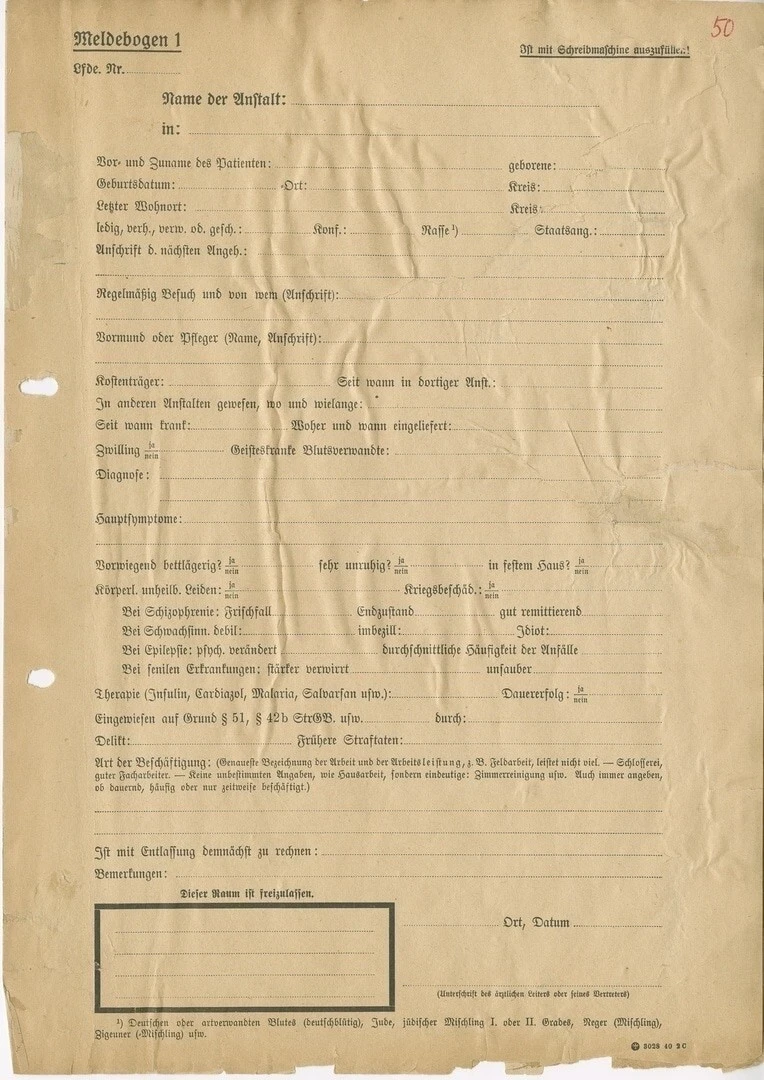 50
Meldebogen 1
Ist mit Schreibmaschine auszufüllen!
Lfde. Nr.
Name der Anstalt:
in:
Vor- und Zuname des Patienten: geborene:
Geburtsdatum: Ort: Kreis:
Letzter Wohnort: Kreis:
ledig, verh., verw. od. gesch.: Konf.: Rasse ¹) Staatsang.:
Anschrift d. nächsten Angeh.:
Regelmäßig Besuch und von wem (Anschrift):
Vormund oder Pfleger (Name, Anschrift):
Kostenträger: Seit wann in dortiger Anst.:
In anderen Anstalten gewesen, wo und wielange:
Seit wann krank: Woher und wann eingeliefert:
Zwilling ja/nein Geisteskranke Blutsverwandte:
Diagnose:
Hauptsymptome:
Vorwiegend bettlägerig? ja/nein sehr unruhig? ja/nein in festem Haus? ja/nein
Körperl. unheilb. Leiden: ja/nein Kriegsbeschäd.: ja/nein
Bei Schizophrenie: Frischfall Endzustand gut remittierend
Bei Schwachsinn: debil: imbezill: Idiot:
Bei Epilepsie: psych. verändert durchschnittliche Häufigkeit der Anfälle
Bei senilen Erkrankungen: stärker verwirrt unsauber
Therapie (Insulin, Cardiazol, Malaria, Salvarsan usw.): Dauererfolg: ja/nein
Eingewiesen auf Grund § 51, § 42b StrGB. usw. durch:
Delikt: Frühere Straftaten:
Art der Beschäftigung: (Genaueste Bezeichnung der Arbeit und der Arbeitsleistung, z. B. Feldarbeit, leistet nicht viel. — Schlosserei,
guter Facharbeiter. — Keine unbestimmten Angaben, wie Hausarbeit, sondern eindeutige: Zimmerreinigung usw. Auch immer angeben,
ob dauernd, häufig oder nur zeitweise beschäftigt.)
Ist mit Entlassung demnächst zu rechnen:
Bemerkungen:
Dieser Raum ist freizulassen.
Ort, Datum
(Unterschrift des ärztlichen Leiters oder seines Vertreters)
¹) Deutschen oder artverwandten Blutes (deutschblütig), Jude, jüdischer Mischling I. oder II. Grades, Neger (Mischling),
Zigeuner (-Mischling) usw.
3028 40 2 C